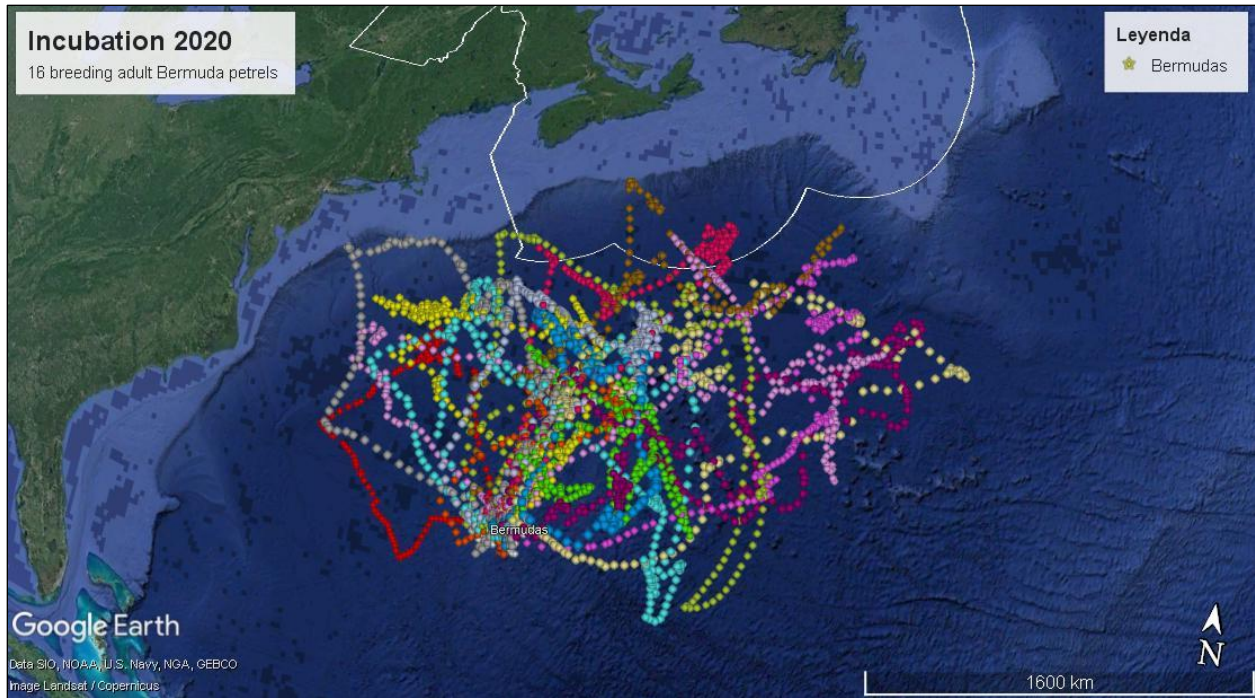 Incubation 2020
16 breeding adult Bermuda petrels
Leyenda
Bermudas
Bermudas
Google Earth
Data SIO, NOAA, U.S. Navy, NGA, GEBCO
Image Landsat / Copernicus
N
1600 km